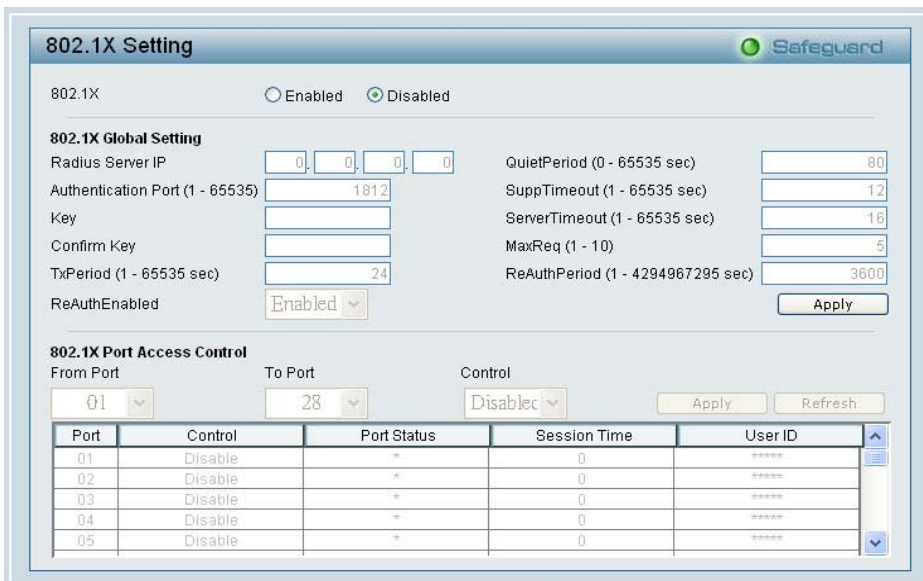 802.1X Setting Safeguard
802.1X Enabled Disabled
802.1X Global Setting
Radius Server IP 0. 0. 0. 0 QuietPeriod (0 - 65535 sec) 80
Authentication Port (1 - 65535) 1812 SuppTimeout (1 - 65535 sec) 12
Key ServerTimeout (1 - 65535 sec) 16
Confirm Key MaxReq (1 - 10) 5
TxPeriod (1 - 65535 sec) 24 ReAuthPeriod (1 - 4294967295 sec) 3600
ReAuthEnabled Enabled Apply
802.1X Port Access Control
From Port To Port Control
01 28 Disabled Apply Refresh
Port Control Port Status Session Time User ID
01 Disable * 0 *****
02 Disable * 0 *****
03 Disable * 0 *****
04 Disable * 0 *****
05 Disable * 0 *****